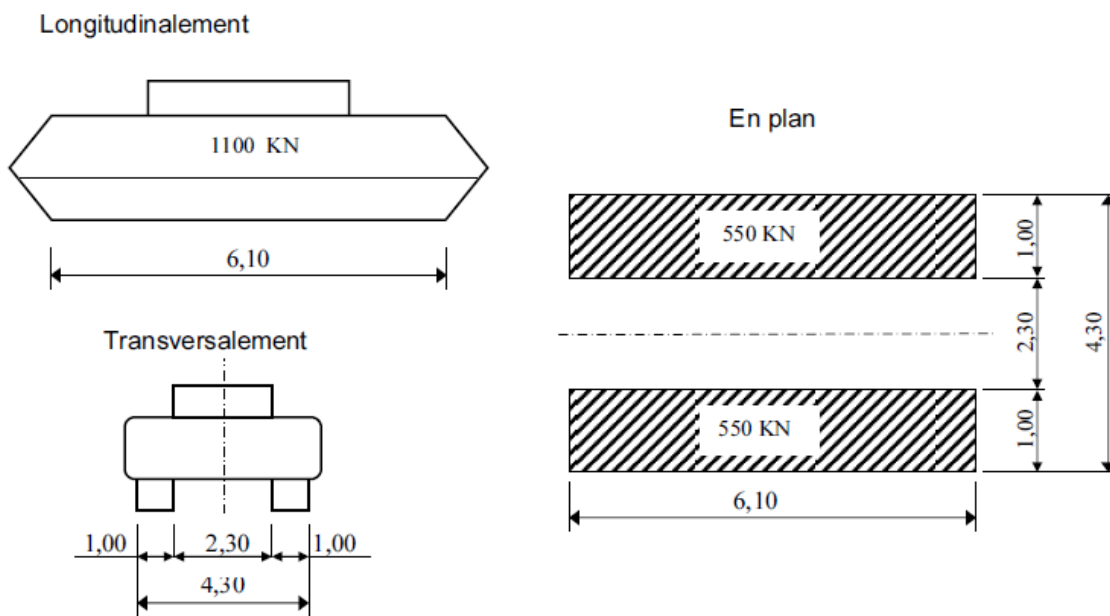 Longitudinalement
1100 KN
6,10
Transversalement
1,00
2,30
1,00
4,30
En plan
550 KN
550 KN
1,00
2,30
1,00
4,30
6,10